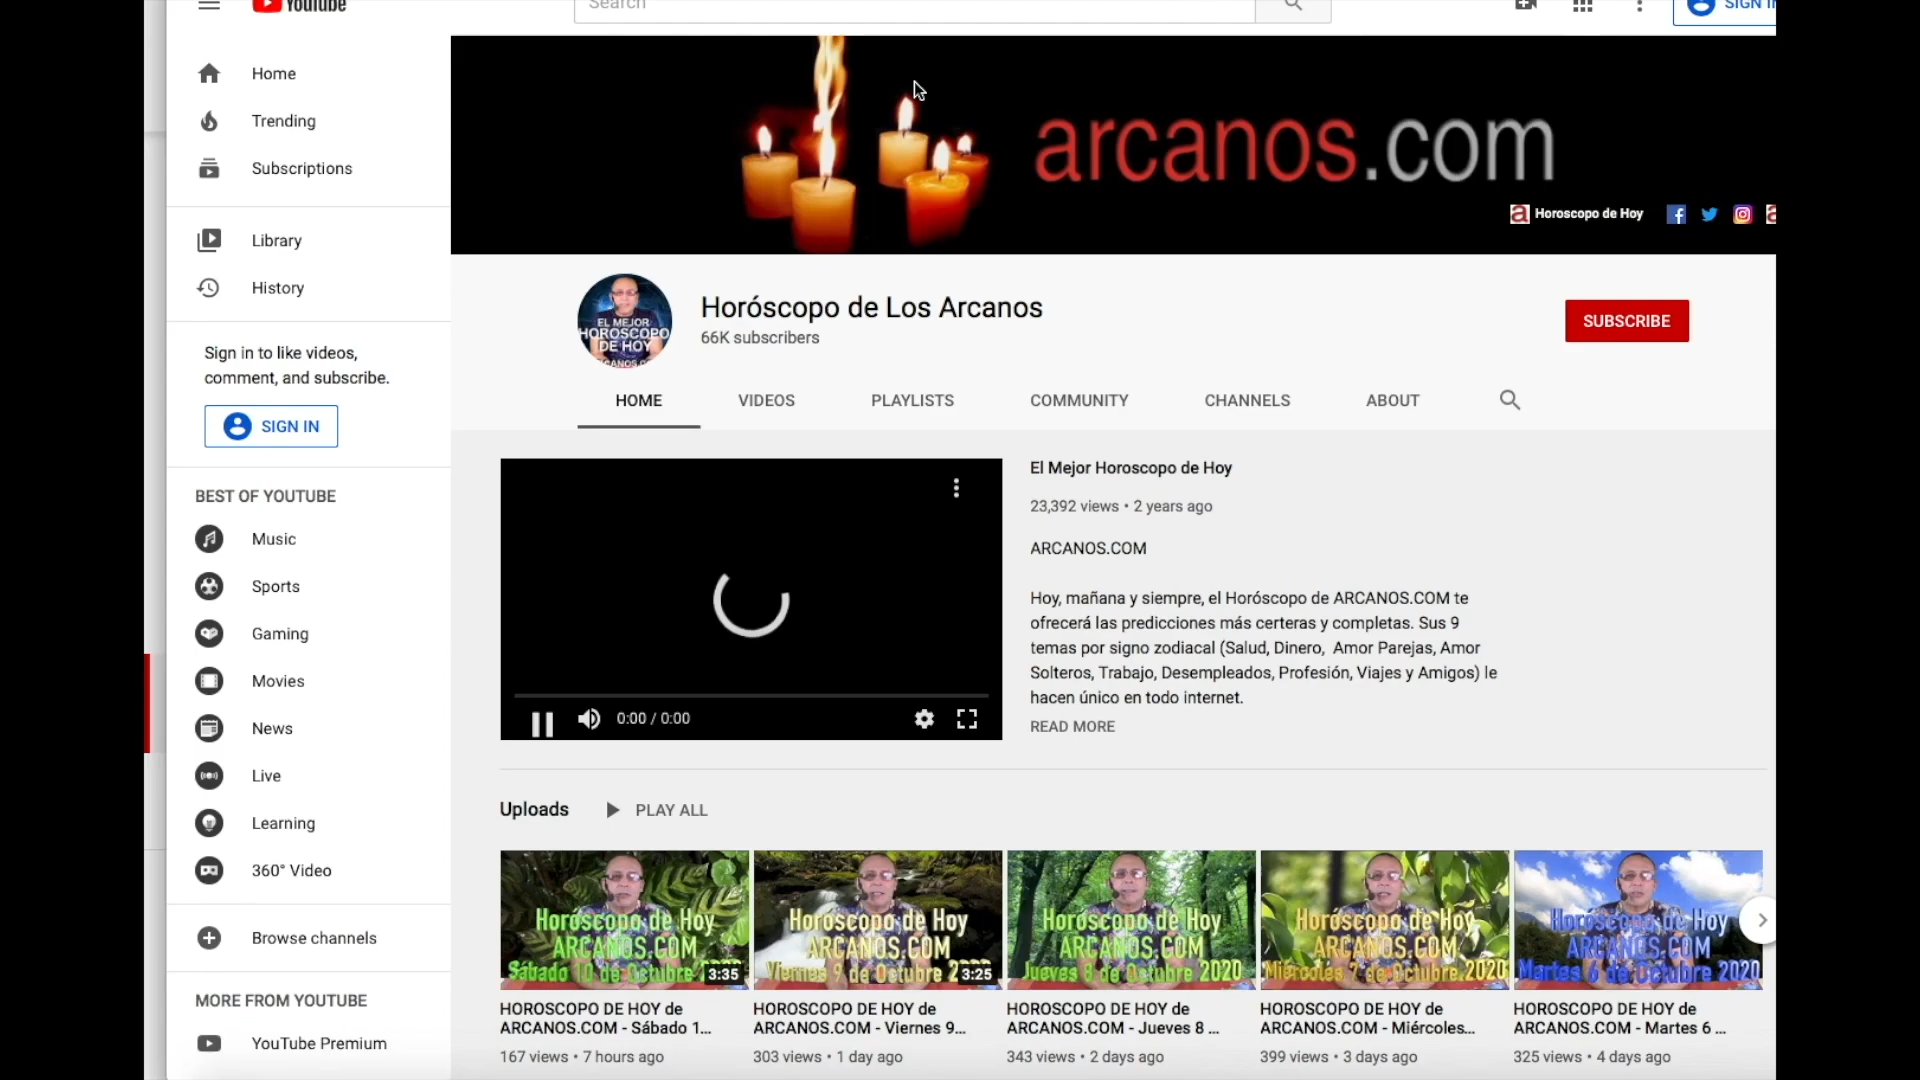 YouTube
Search
SIGN I
Home
Trending
Subscriptions
Library
History
Sign in to like videos,
comment, and subscribe.
SIGN IN
BEST OF YOUTUBE
Music
Sports
Gaming
Movies
News
Live
Learning
360° Video
Browse channels
MORE FROM YOUTUBE
YouTube Premium
arcanos.com
a Horoscopo de Hoy
EL MEJOR
HOROSCOPO
DE HOY
ARCANOS.CO
Horóscopo de Los Arcanos
66K subscribers
SUBSCRIBE
HOME VIDEOS PLAYLISTS COMMUNITY CHANNELS ABOUT
0:00 / 0:00
El Mejor Horoscopo de Hoy
23,392 views • 2 years ago
ARCANOS.COM
Hoy, mañana y siempre, el Horóscopo de ARCANOS.COM te
ofrecerá las predicciones más certeras y completas. Sus 9
temas por signo zodiacal (Salud, Dinero, Amor Parejas, Amor
Solteros, Trabajo, Desempleados, Profesión, Viajes y Amigos) le
hacen único en todo internet.
READ MORE
Uploads PLAY ALL
Horóscopo de Hoy
ARCANOS.COM
Sábado 10 de Octubre 2020
3:35
HOROSCOPO DE HOY de
ARCANOS.COM - Sábado 1...
167 views • 7 hours ago
Horóscopo de Hoy
ARCANOS.COM
Viernes 9 de Octubre 2020
3:25
HOROSCOPO DE HOY de
ARCANOS.COM - Viernes 9...
303 views • 1 day ago
Horóscopo de Hoy
ARCANOS.COM
Jueves 8 de Octubre 2020
HOROSCOPO DE HOY de
ARCANOS.COM - Jueves 8 ...
343 views • 2 days ago
Horóscopo de Hoy
ARCANOS.COM
Miércoles 7 de Octubre 2020
HOROSCOPO DE HOY de
ARCANOS.COM - Miércoles...
399 views • 3 days ago
Horóscopo de Hoy
ARCANOS.COM
Martes 6 de Octubre 2020
HOROSCOPO DE HOY de
ARCANOS.COM - Martes 6 ...
325 views • 4 days ago